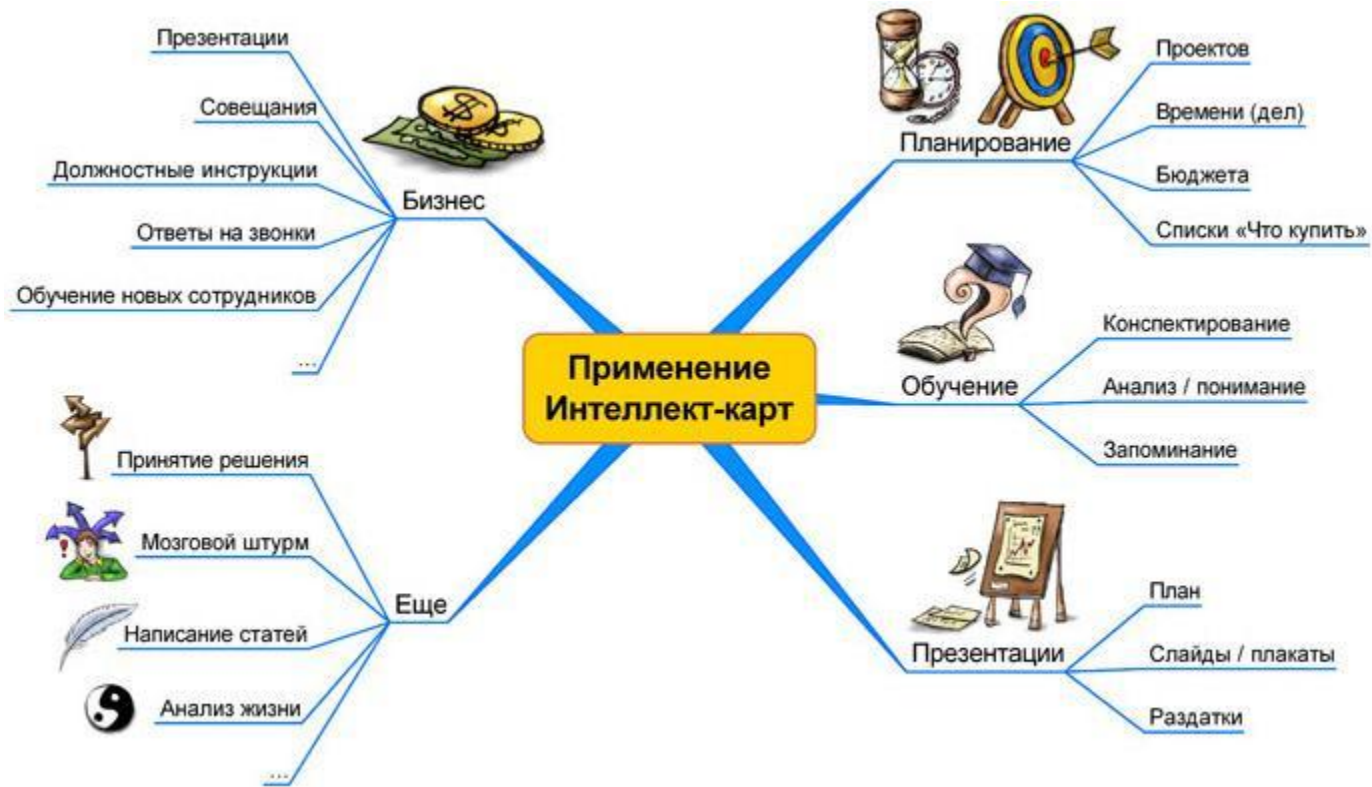 Применение
Интеллект-карт
Планирование
Проектов
Времени (дел)
Бюджета
Списки «Что купить»
Обучение
Конспектирование
Анализ / понимание
Запоминание
Презентации
План
Слайды / плакаты
Раздатки
Бизнес
Презентации
Совещания
Должностные инструкции
Ответы на звонки
Обучение новых сотрудников
...
Еще
Принятие решения
Мозговой штурм
Написание статей
Анализ жизни
...